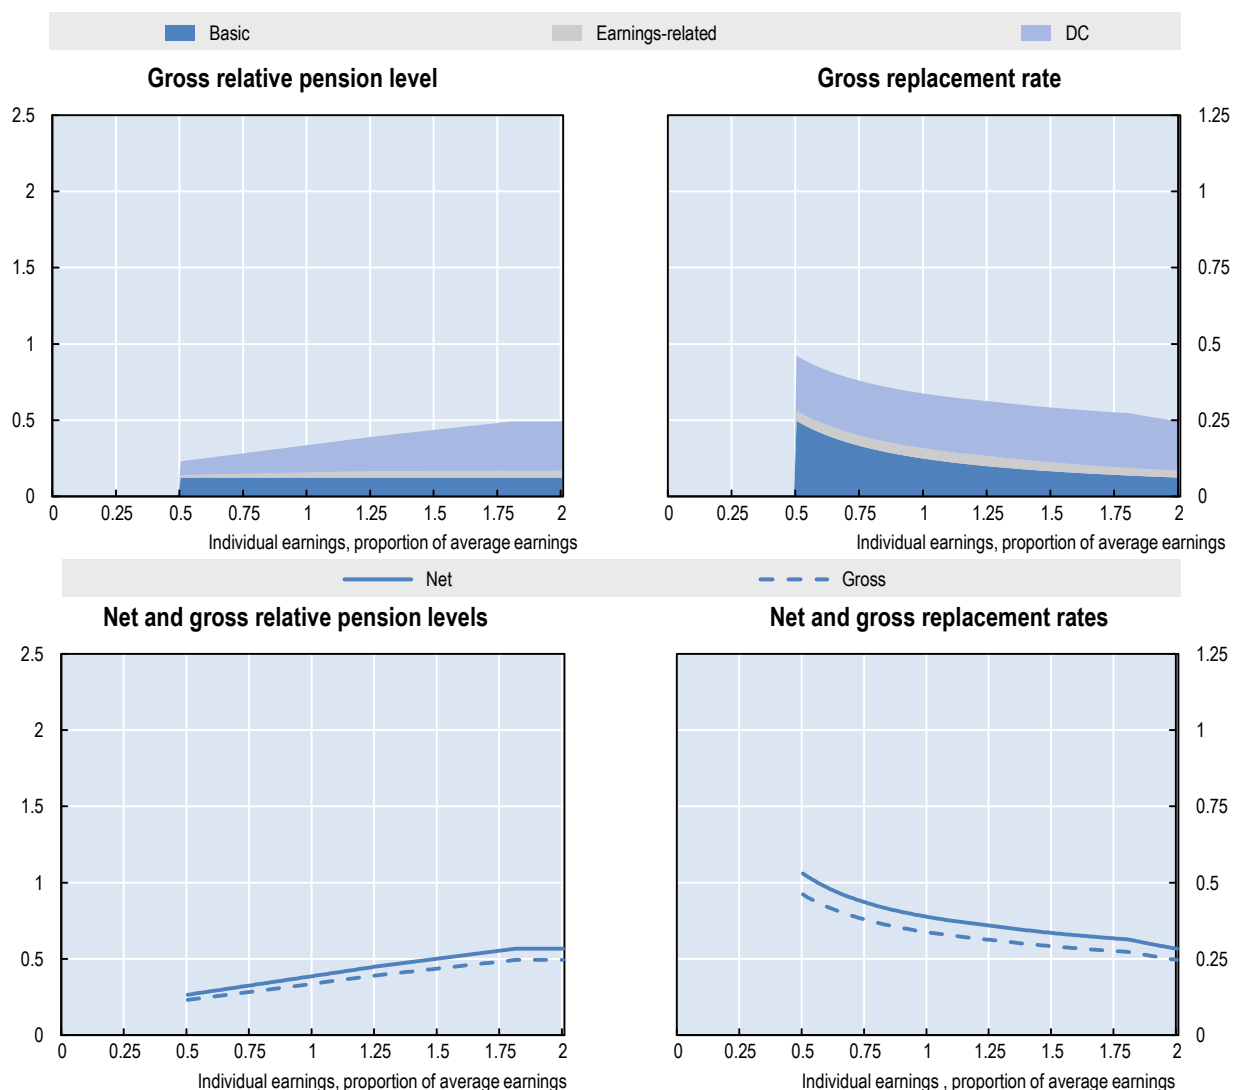 Basic Earnings-related DC
Gross relative pension level
2.5
2
1.5
1
0.5
0
0 0.25 0.5 0.75 1 1.25 1.5 1.75 2
Individual earnings, proportion of average earnings
Gross replacement rate
1.25
1
0.75
0.5
0.25
0
0 0.25 0.5 0.75 1 1.25 1.5 1.75 2
Individual earnings, proportion of average earnings
Net Gross
Net and gross relative pension levels
2.5
2
1.5
1
0.5
0
0 0.25 0.5 0.75 1 1.25 1.5 1.75 2
Individual earnings, proportion of average earnings
Net and gross replacement rates
1.25
1
0.75
0.5
0.25
0
0 0.25 0.5 0.75 1 1.25 1.5 1.75 2
Individual earnings , proportion of average earnings